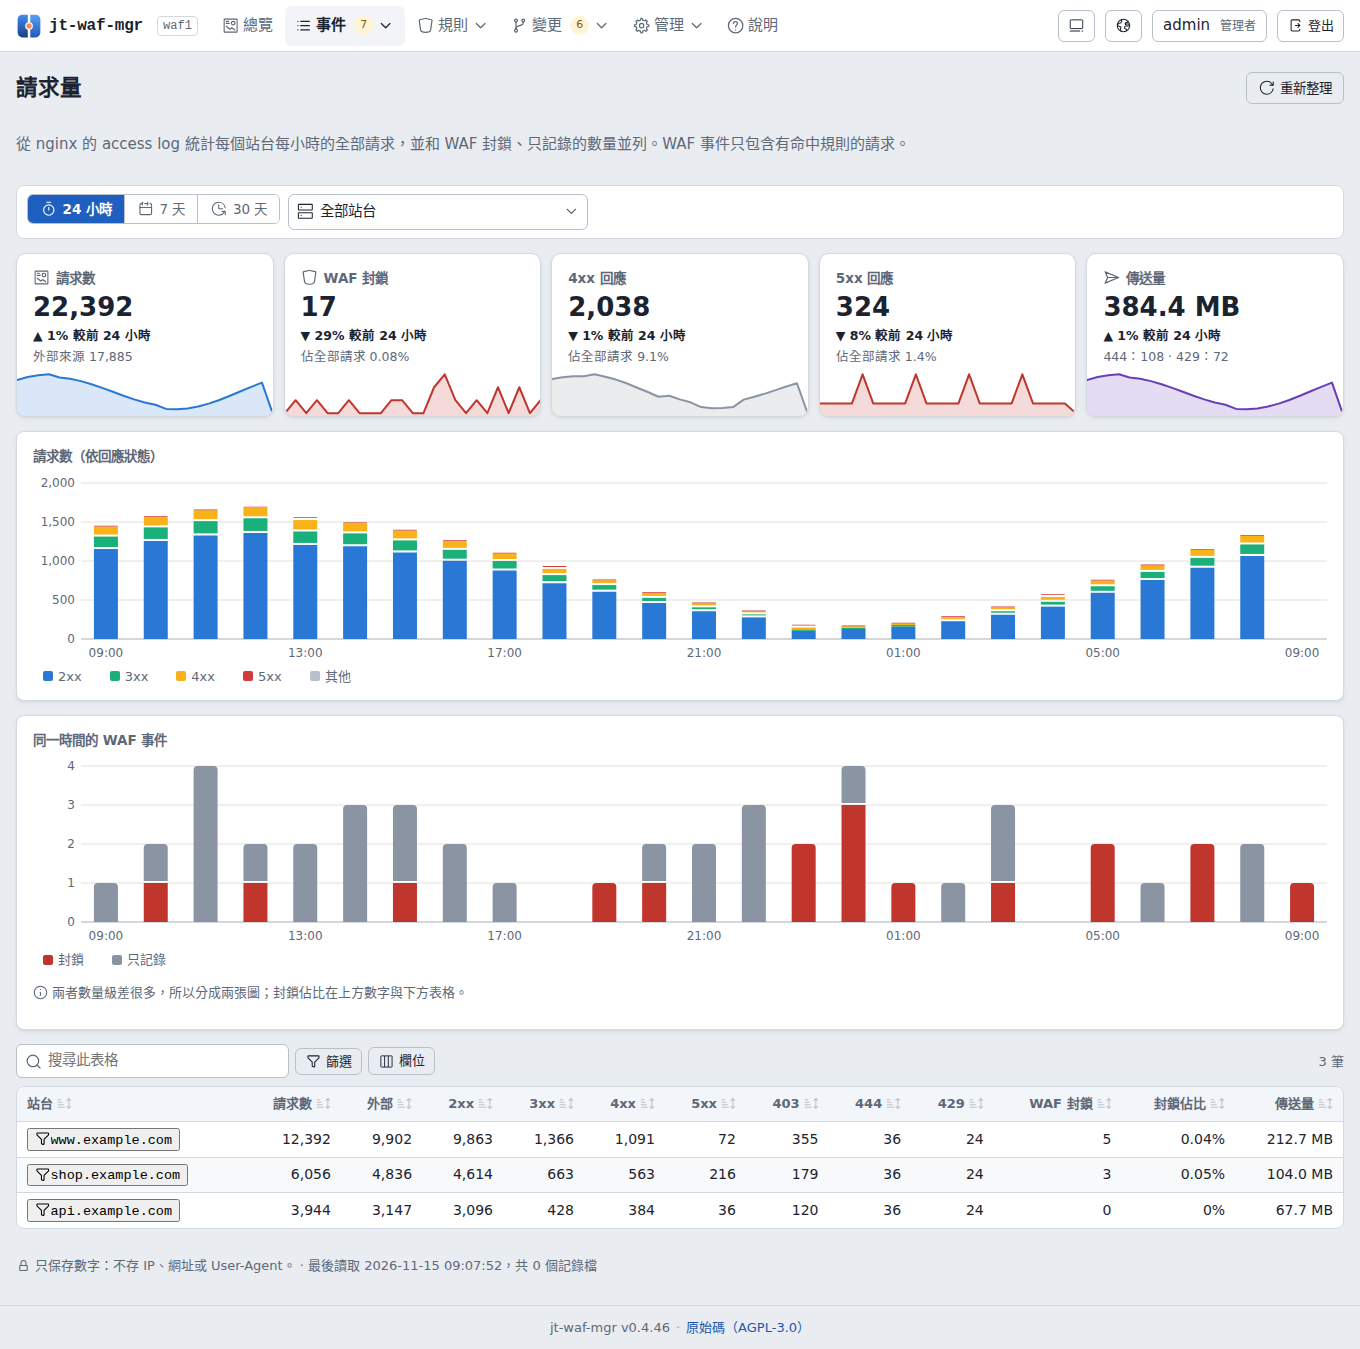 jt-waf-mgr waf1 總覽 事件 7 規則 變更 6 管理 說明 admin 管理者 登出
請求量 重新整理
從 nginx 的 access log 統計每個站台每小時的全部請求，並和 WAF 封鎖、只記錄的數量並列。WAF 事件只包含有命中規則的請求。
24 小時 7 天 30 天 全部站台
請求數
22,392
▲ 1% 較前 24 小時
外部來源 17,885
WAF 封鎖
17
▼ 29% 較前 24 小時
佔全部請求 0.08%
4xx 回應
2,038
▼ 1% 較前 24 小時
佔全部請求 9.1%
5xx 回應
324
▼ 8% 較前 24 小時
佔全部請求 1.4%
傳送量
384.4 MB
▲ 1% 較前 24 小時
444：108 · 429：72
請求數（依回應狀態）
2,000
1,500
1,000
500
0
09:00 13:00 17:00 21:00 01:00 05:00 09:00
2xx 3xx 4xx 5xx 其他
同一時間的 WAF 事件
4
3
2
1
0
09:00 13:00 17:00 21:00 01:00 05:00 09:00
封鎖 只記錄
兩者數量級差很多，所以分成兩張圖；封鎖佔比在上方數字與下方表格。
搜尋此表格 篩選 欄位 3 筆
站台 請求數 外部 2xx 3xx 4xx 5xx 403 444 429 WAF 封鎖 封鎖佔比 傳送量
www.example.com 12,392 9,902 9,863 1,366 1,091 72 355 36 24 5 0.04% 212.7 MB
shop.example.com 6,056 4,836 4,614 663 563 216 179 36 24 3 0.05% 104.0 MB
api.example.com 3,944 3,147 3,096 428 384 36 120 36 24 0 0% 67.7 MB
只保存數字：不存 IP、網址或 User-Agent。 · 最後讀取 2026-11-15 09:07:52，共 0 個記錄檔
jt-waf-mgr v0.4.46 · 原始碼（AGPL-3.0）